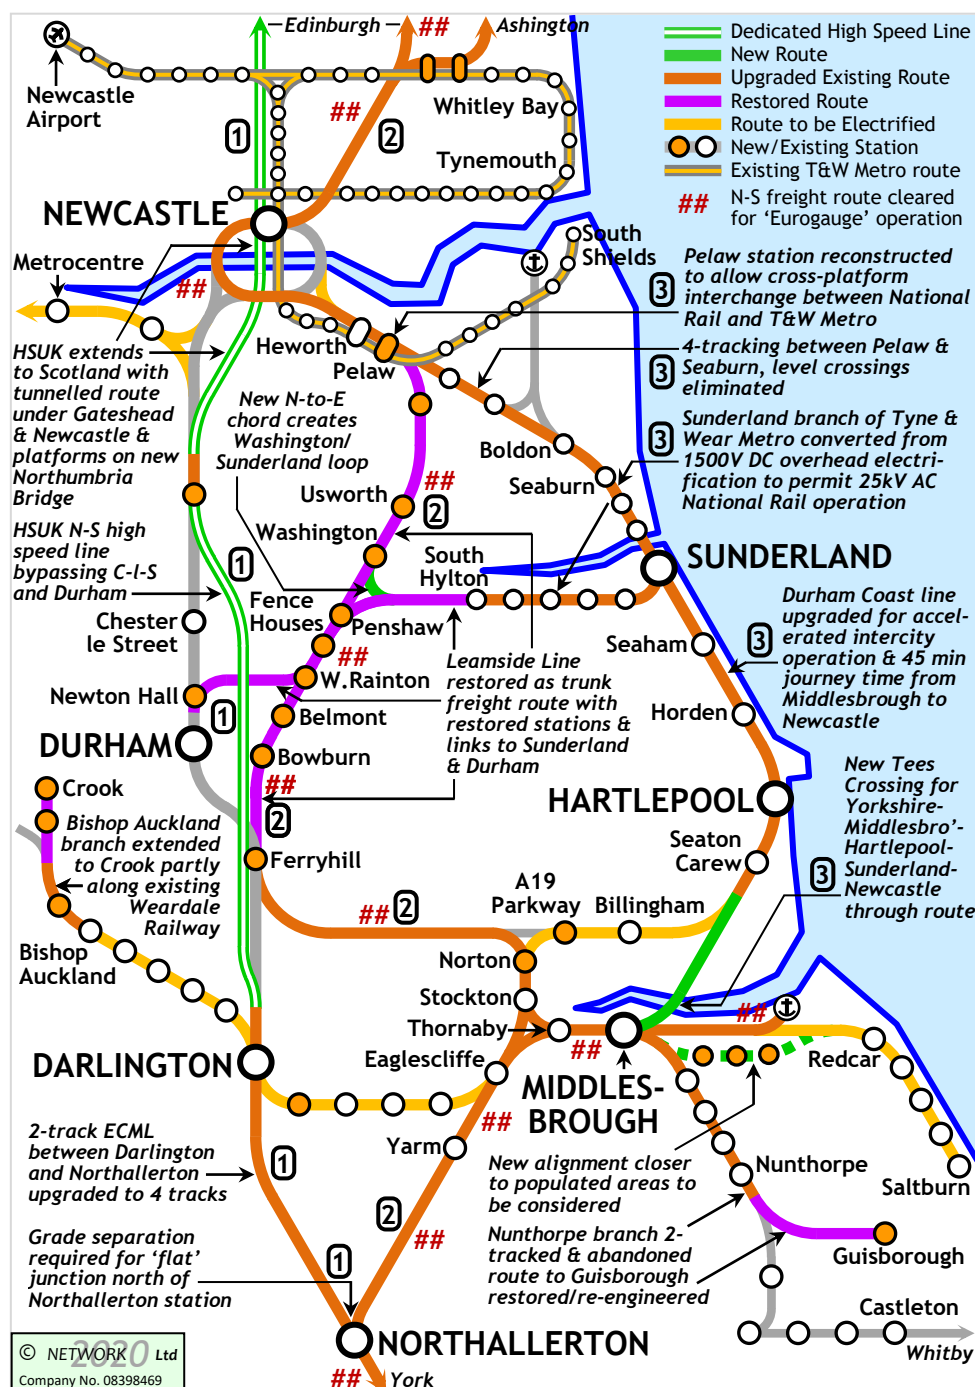 Edinburgh
##
Ashington
Dedicated High Speed Line
New Route
Upgraded Existing Route
Restored Route
Route to be Electrified
New/Existing Station
Existing T&W Metro route
##
N-S freight route cleared
for ‘Eurogauge’ operation
Newcastle
Airport
1
##
2
Whitley Bay
Tynemouth
NEWCASTLE
Metrocentre
##
South
Shields
Pelaw station reconstructed
to allow cross-platform
interchange between National
Rail and T&W Metro
3
Heworth
Pelaw
HSUK extends
to Scotland with
tunnelled route
under Gateshead
& Newcastle &
platforms on new
Northumbria
Bridge
4-tracking between Pelaw &
Seaburn, level crossings
eliminated
3
New N-to-E
chord creates
Washington/
Sunderland loop
Boldon
Seaburn
3
Sunderland branch of Tyne &
Wear Metro converted from
1500V DC overhead electri-
fication to permit 25kV AC
National Rail operation
Usworth
##
2
Washington
HSUK N-S high
speed line
bypassing C-l-S
and Durham
1
South
Hylton
SUNDERLAND
Fence
Houses
Penshaw
Chester
le Street
##
Durham Coast line
upgraded for accel-
erated intercity
operation & 45 min
journey time from
Middlesbrough to
Newcastle
3
Seaham
Leamside Line
restored as trunk
freight route with
restored stations &
links to Sunderland
& Durham
W.Rainton
Newton Hall
1
Belmont
Horden
DURHAM
Bowburn
##
2
Crook
HARTLEPOOL
New Tees
Crossing for
Yorkshire-
Middlesbro’-
Hartlepool-
Sunderland-
Newcastle
through route
3
Bishop Auckland
branch extended
to Crook partly
along existing
Weardale
Railway
Ferryhill
Seaton
Carew
##
2
A19
Parkway
Billingham
Bishop
Auckland
Norton
Stockton
Thornaby
##
##
DARLINGTON
Eaglescliffe
MIDDLES-
BROUGH
Redcar
##
2-track ECML
between Darlington
and Northallerton
upgraded to 4 tracks
1
Yarm
New alignment closer
to populated areas to
be considered
Nunthorpe
Saltburn
2
##
Grade separation
required for ‘flat’
junction north of
Northallerton station
1
Nunthorpe branch 2-
tracked & abandoned
route to Guisborough
restored/re-engineered
Guisborough
Castleton
Whitby
NORTHALLERTON
##
York
© NETWORK 2020 Ltd
Company No. 08398469